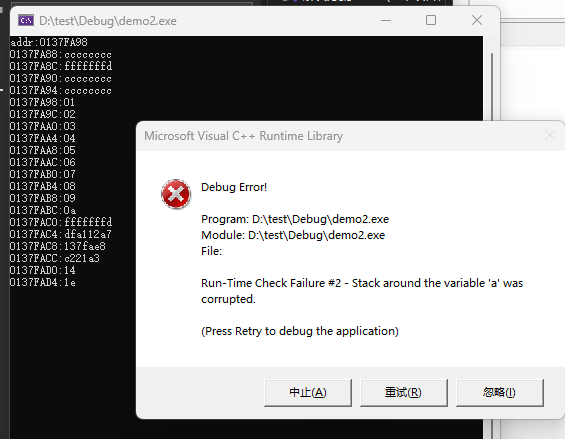 D:\test\Debug\demo2.exe
addr:0137FA98
0137FA88:cccccccc
0137FA8C:fffffffd
0137FA90:cccccccc
0137FA94:cccccccc
0137FA98:01
0137FA9C:02
0137FAA0:03
0137FAA4:04
0137FAA8:05
0137FAAC:06
0137FAB0:07
0137FAB4:08
0137FAB8:09
0137FABC:0a
0137FAC0:fffffffd
0137FAC4:dfa112a7
0137FAC8:137fae8
0137FACC:c221a3
0137FAD0:14
0137FAD4:1e
Microsoft Visual C++ Runtime Library
Debug Error!
Program: D:\test\Debug\demo2.exe
Module: D:\test\Debug\demo2.exe
File:
Run-Time Check Failure #2 - Stack around the variable 'a' was
corrupted.
(Press Retry to debug the application)
中止(A) 重试(R) 忽略(I)